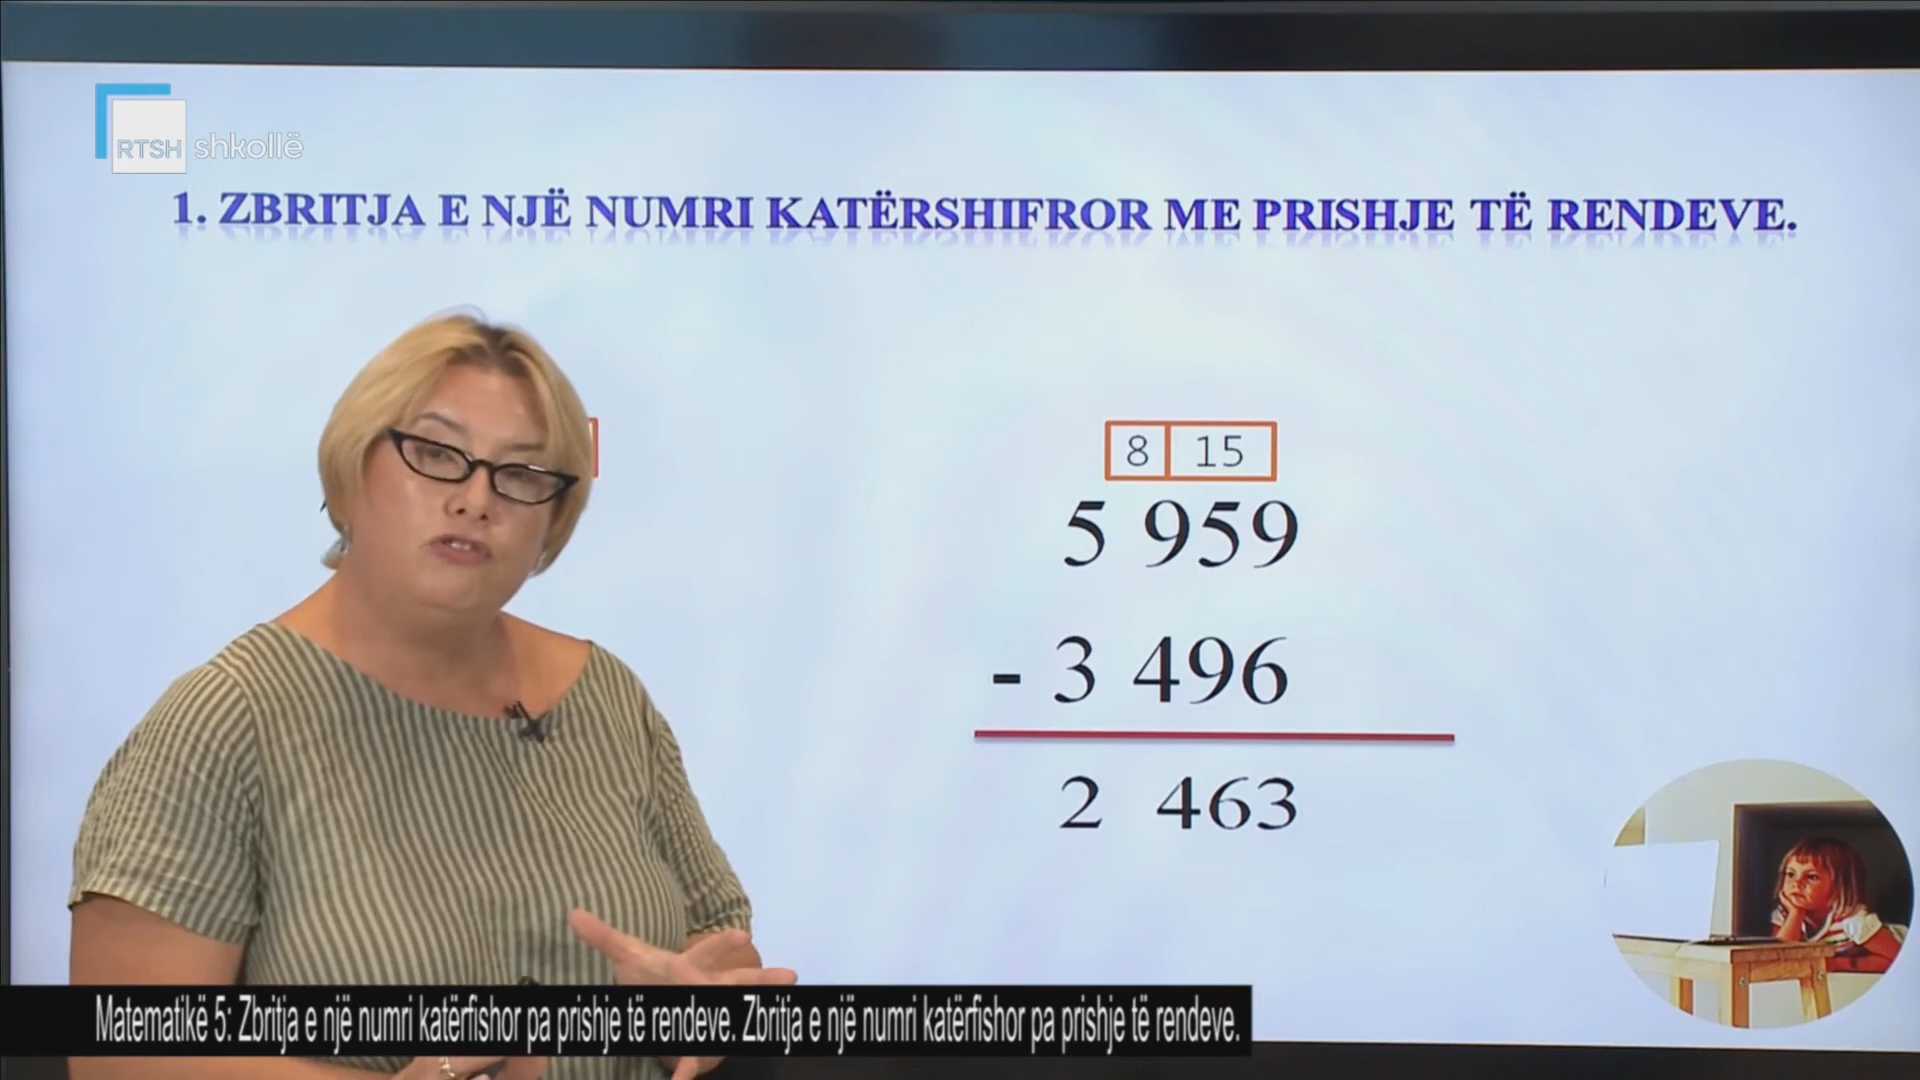 RTSH shkollë
1. ZBRITJA E NJË NUMRI KATËRSHIFROR ME PRISHJE TË RENDEVE.
8 15
5 959
- 3 496
2 463
Matematikë 5: Zbritja e një numri katërfishor pa prishje të rendeve. Zbritja e një numri katërfishor pa prishje të rendeve.